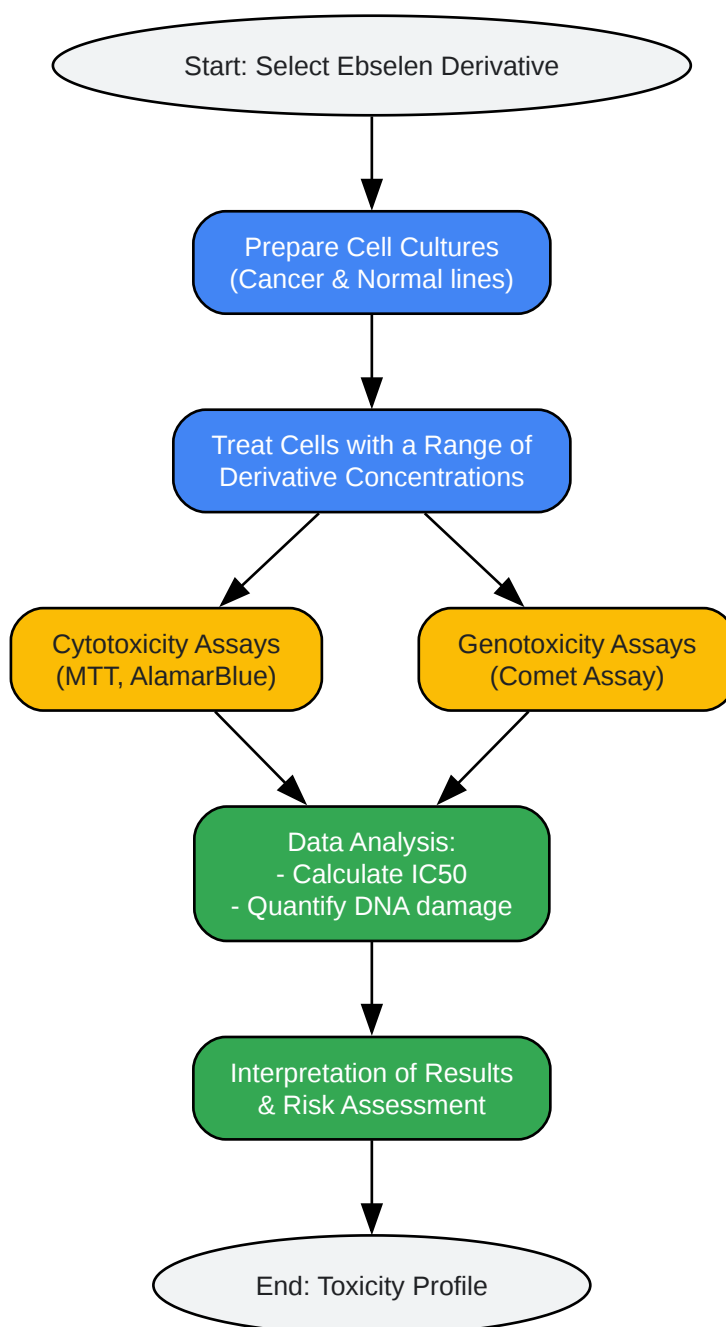 Start: Select Ebselen Derivative
Prepare Cell Cultures
(Cancer & Normal lines)
Treat Cells with a Range of
Derivative Concentrations
Cytotoxicity Assays
(MTT, AlamarBlue)
Genotoxicity Assays
(Comet Assay)
Data Analysis:
- Calculate IC50
- Quantify DNA damage
Interpretation of Results
& Risk Assessment
End: Toxicity Profile